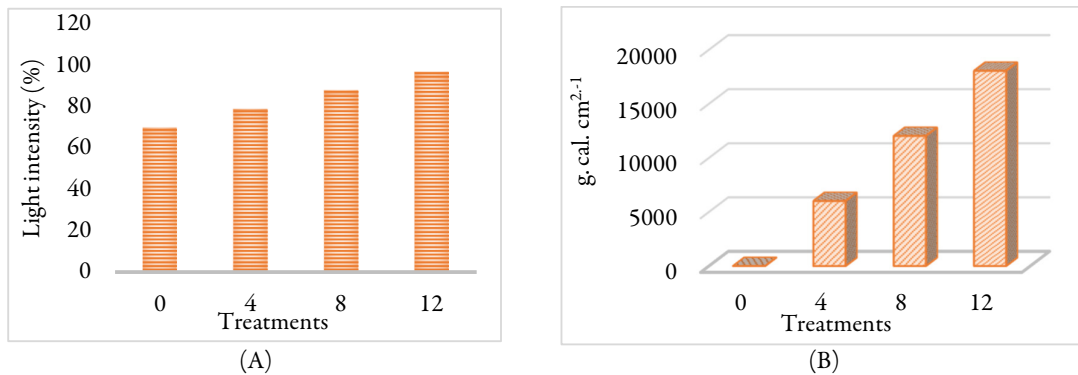 120
100
80
60
40
20
0
Light intensity (%)
0 4 8 12
Treatments
(A)
20000
15000
10000
5000
0
g. cal. cm2.-1
0 4 8 12
Treatments
(B)